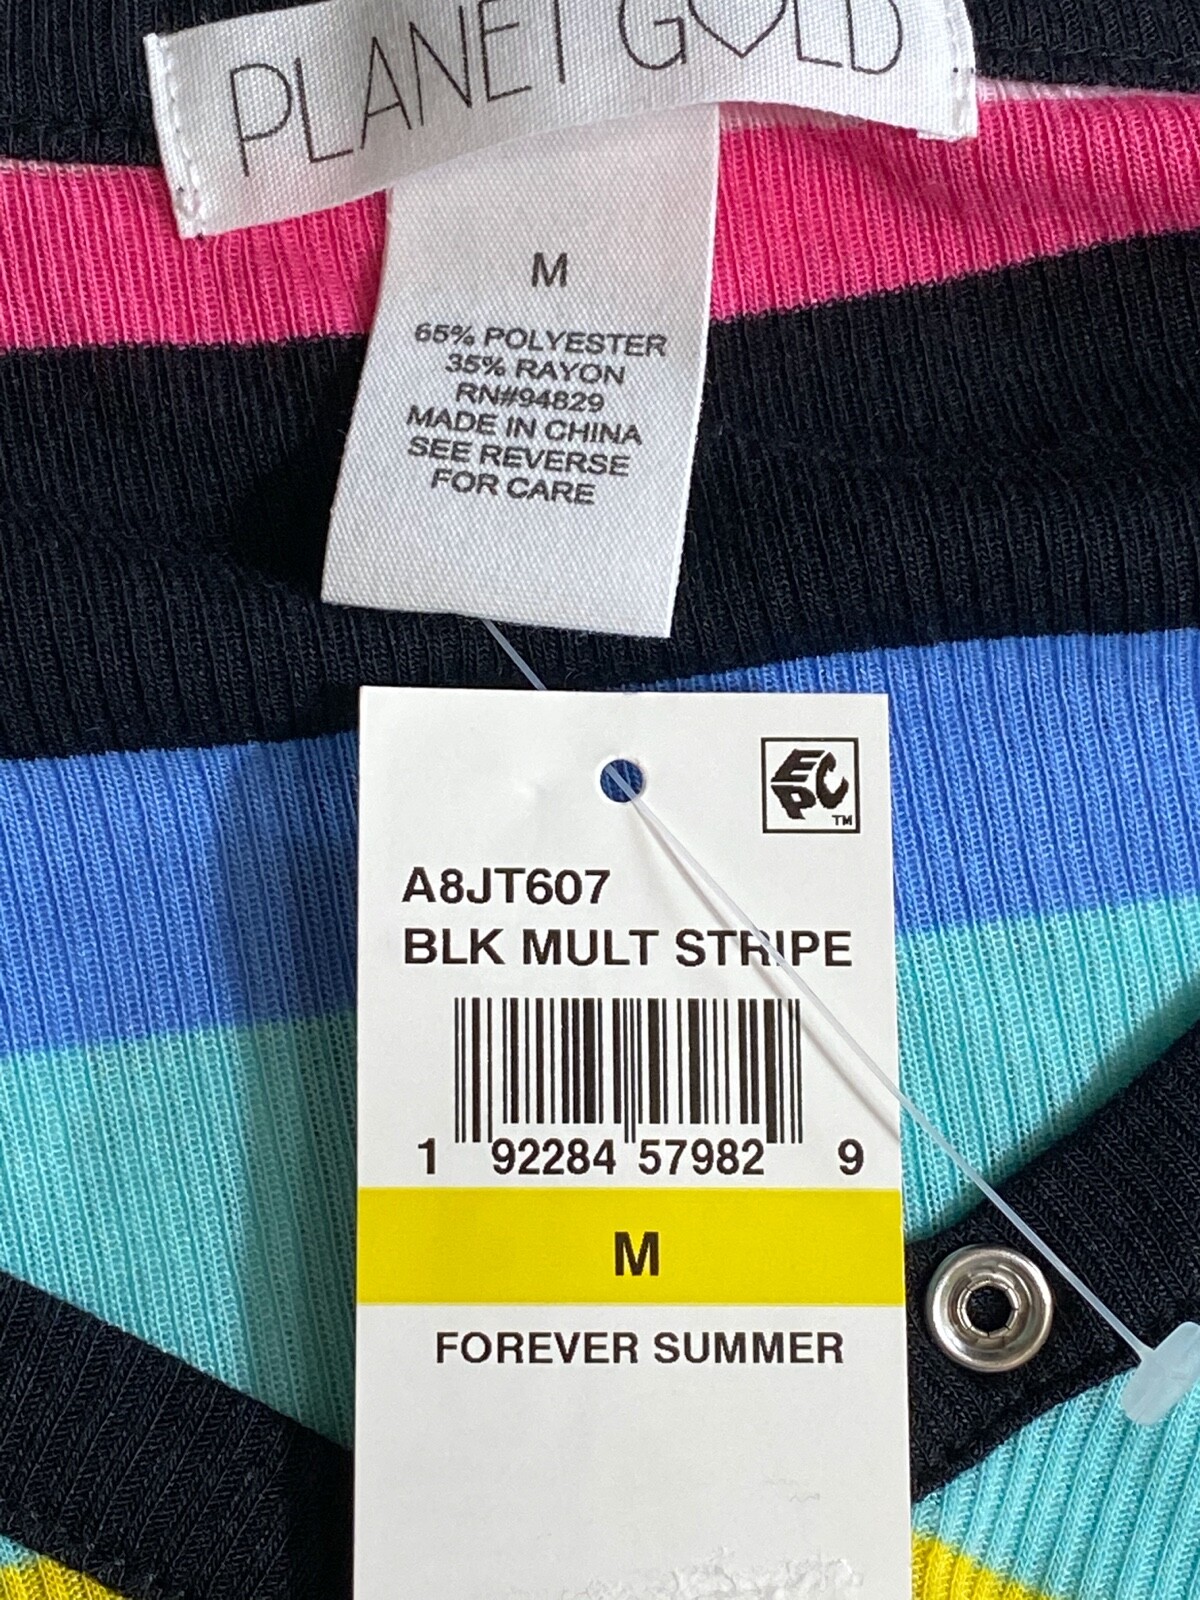 PLANET GOLD
M
65% POLYESTER
35% RAYON
RN#94829
MADE IN CHINA
SEE REVERSE
FOR CARE
EPC
TM
A8JT607
BLK MULT STRIPE
1 92284 57982 9
M
FOREVER SUMMER